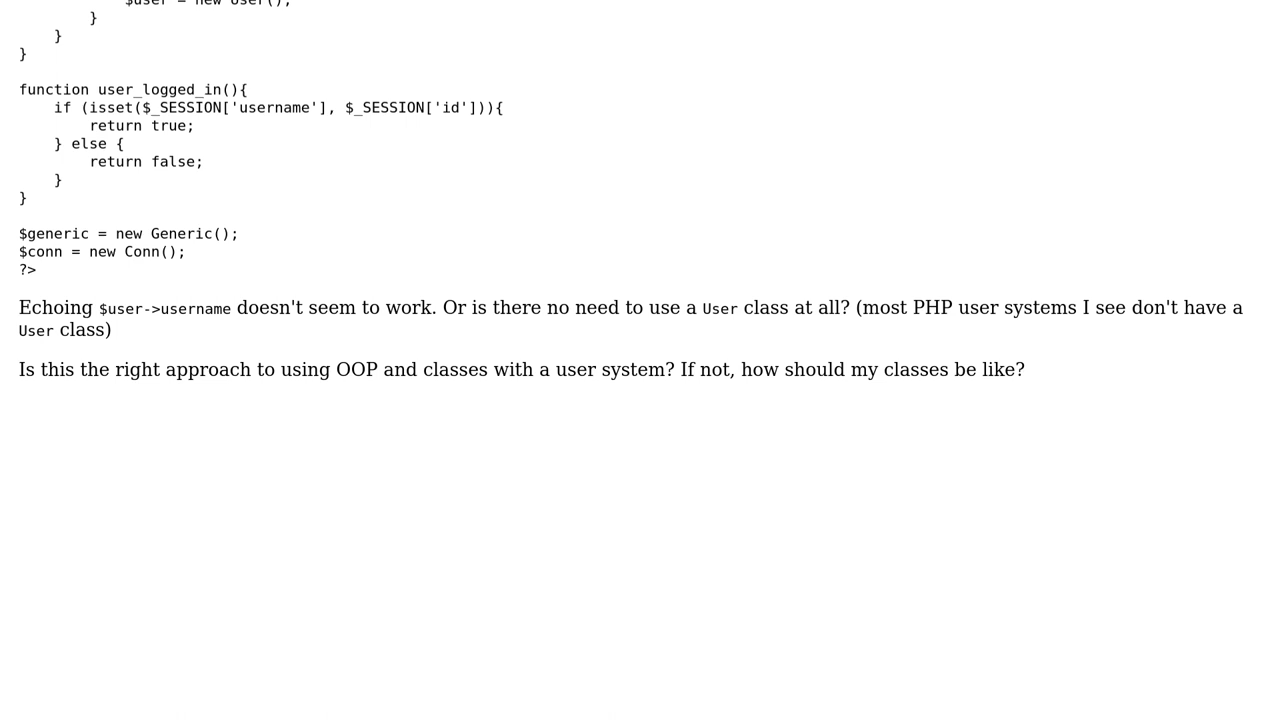 $user = new User();
        }
    }
}

function user_logged_in(){
    if (isset($_SESSION['username'], $_SESSION['id'])){
        return true;
    } else {
        return false;
    }
}

$generic = new Generic();
$conn = new Conn();
?>

Echoing $user->username doesn't seem to work. Or is there no need to use a User class at all? (most PHP user systems I see don't have a
User class)

Is this the right approach to using OOP and classes with a user system? If not, how should my classes be like?